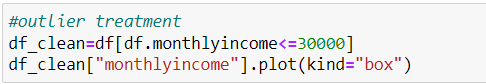 #outlier treatment
df_clean=df[df.monthlyincome<=30000]
df_clean["monthlyincome"].plot(kind="box")